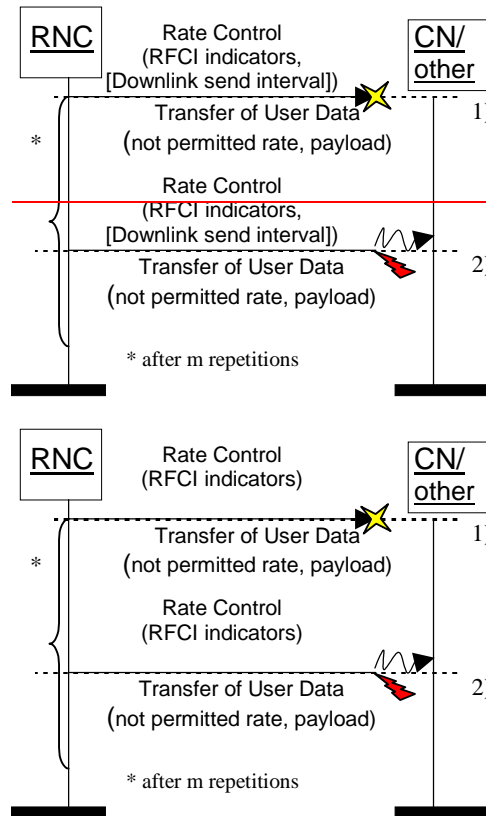 RNC
Rate Control
(RFCI indicators,
[Downlink send interval])
CN/
other
1)
Transfer of User Data
(not permitted rate, payload)
*
Rate Control
(RFCI indicators,
[Downlink send interval])
2)
Transfer of User Data
(not permitted rate, payload)
* after m repetitions
RNC
Rate Control
(RFCI indicators)
CN/
other
1)
Transfer of User Data
(not permitted rate, payload)
*
Rate Control
(RFCI indicators)
2)
Transfer of User Data
(not permitted rate, payload)
* after m repetitions